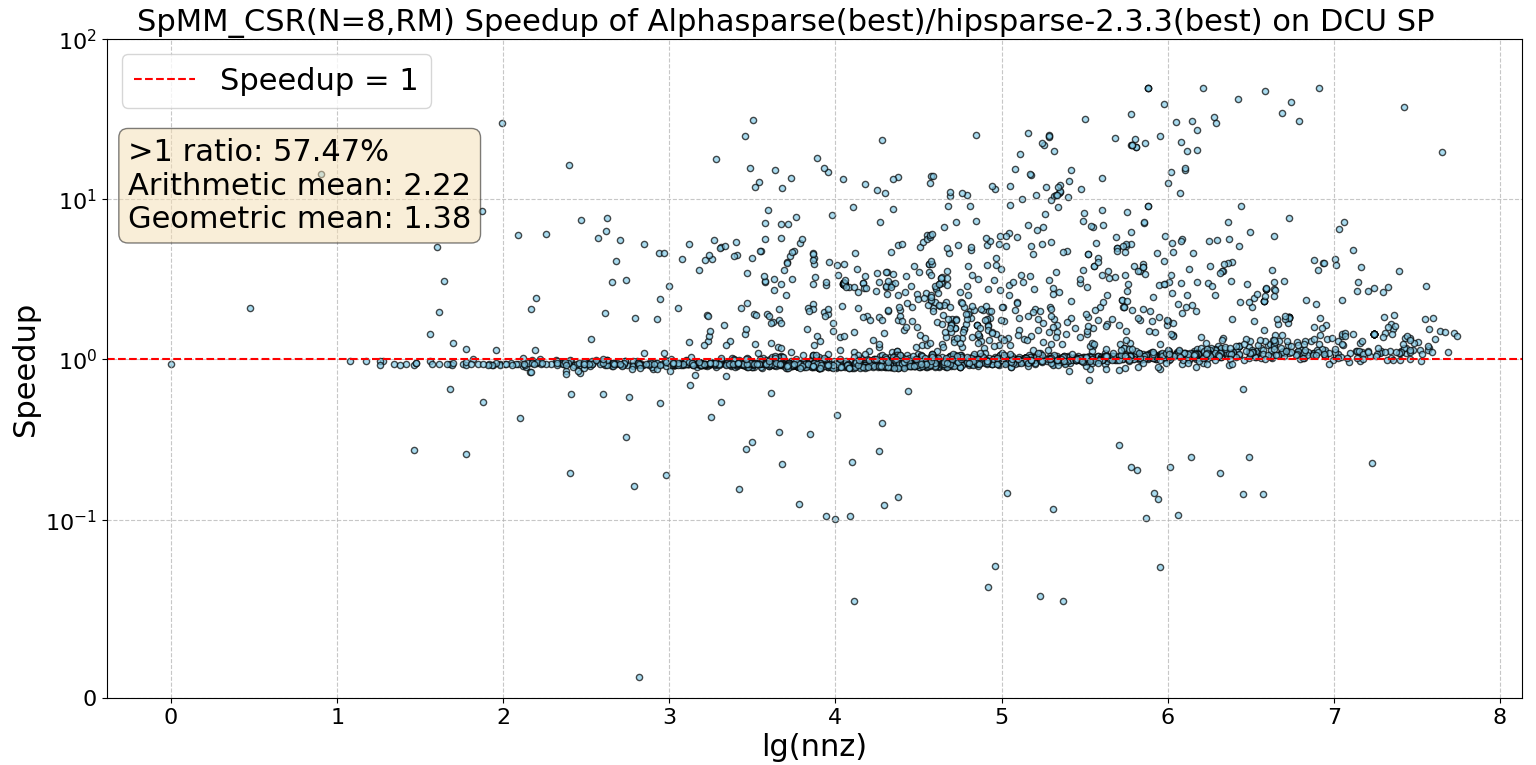 SpMM_CSR(N=8,RM) Speedup of Alphasparse(best)/hipsparse-2.3.3(best) on DCU SP
Speedup = 1
>1 ratio: 57.47%
Arithmetic mean: 2.22
Geometric mean: 1.38
10²
10¹
10⁰
10⁻¹
0
Speedup
0 1 2 3 4 5 6 7 8
lg(nnz)